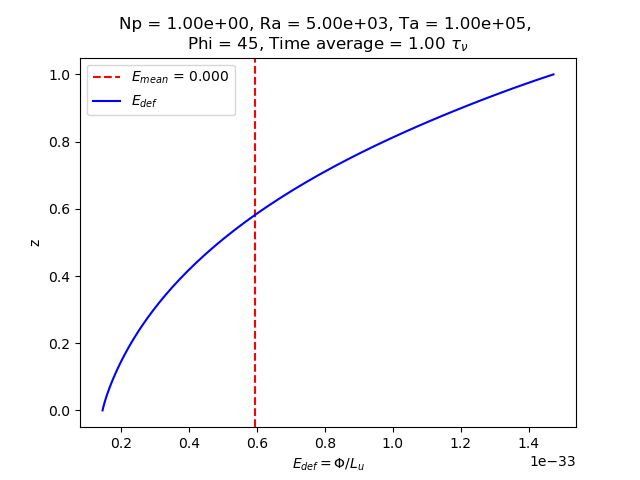 Np = 1.00e+00, Ra = 5.00e+03, Ta = 1.00e+05,
Phi = 45, Time average = 1.00 τ_ν
E_mean = 0.000
E_def
1.0
0.8
0.6
0.4
0.2
0.0
z
0.2 0.4 0.6 0.8 1.0 1.2 1.4
1e−33
E_def = Φ/L_u